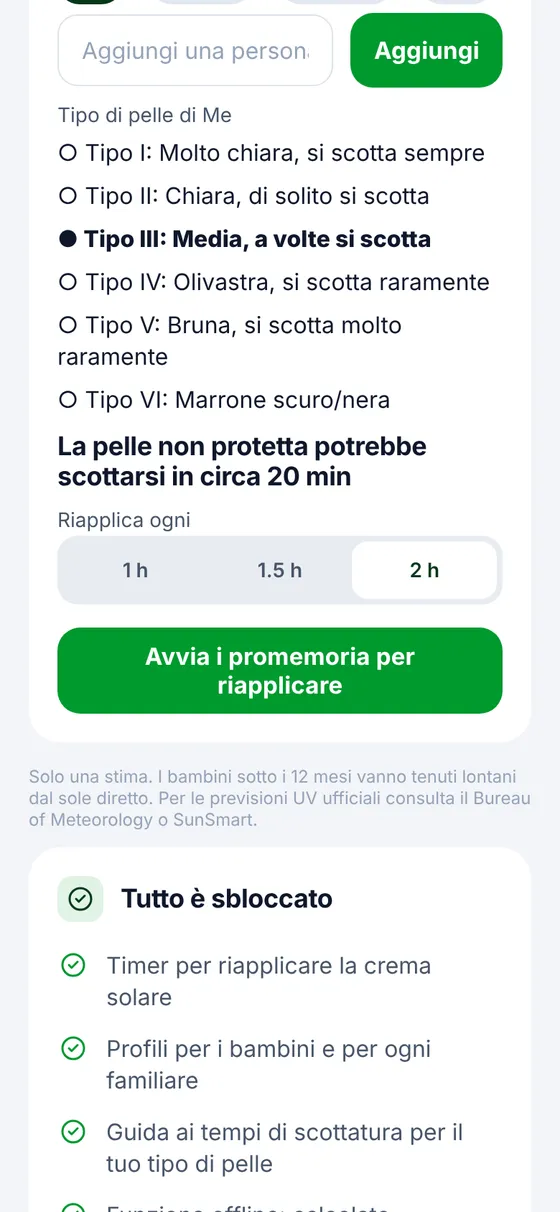 Aggiungi una person
Aggiungi
Tipo di pelle di Me
Tipo I: Molto chiara, si scotta sempre
Tipo II: Chiara, di solito si scotta
Tipo III: Media, a volte si scotta
Tipo IV: Olivastra, si scotta raramente
Tipo V: Bruna, si scotta molto
raramente
Tipo VI: Marrone scuro/nera
La pelle non protetta potrebbe
scottarsi in circa 20 min
Riapplica ogni
1 h
1.5 h
2 h
Avvia i promemoria per
riapplicare
Solo una stima. I bambini sotto i 12 mesi vanno tenuti lontani
dal sole diretto. Per le previsioni UV ufficiali consulta il Bureau
of Meteorology o SunSmart.
Tutto è sbloccato
Timer per riapplicare la crema
solare
Profili per i bambini e per ogni
familiare
Guida ai tempi di scottatura per il
tuo tipo di pelle